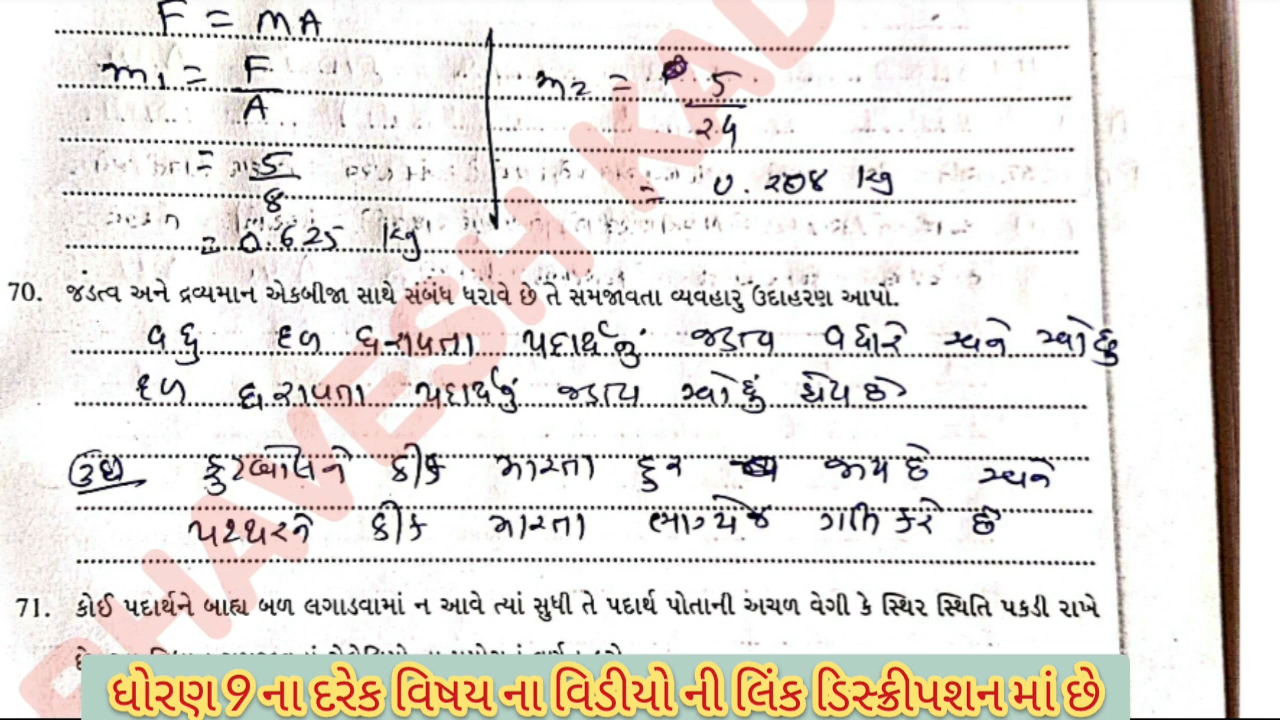 F = MA
m1 = F/A
= 5/8
= 0.625 kg
m2 = 5/24
= 0.208 kg
70. જડત્વ અને દ્રવ્યમાન એકબીજા સાથે સંબંધ ધરાવે છે તે સમજાવતા વ્યવહારુ ઉદાહરણ આપો.
વધુ દળ ધરાવતા પદાર્થનું જડત્વ વધારે અને ઓછુ
દળ ધરાવતા પદાર્થનું જડત્વ ઓછું હોય છે
ઉદા ફુટબોલને કીક મારતા દુર જાય છે અને
પથ્થરને કીક મારતા ભાગ્યેજ ગતિ કરે છે
71. કોઈ પદાર્થને બાહ્ય બળ લગાડવામાં ન આવે ત્યાં સુધી તે પદાર્થ પોતાની અચળ વેગી કે સ્થિર સ્થિતિ પકડી રાખે
ધોરણ 9 ના દરેક વિષય ના વિડીયો ની લિંક ડિસ્ક્રીપશન માં છે
BHAVESH KAD